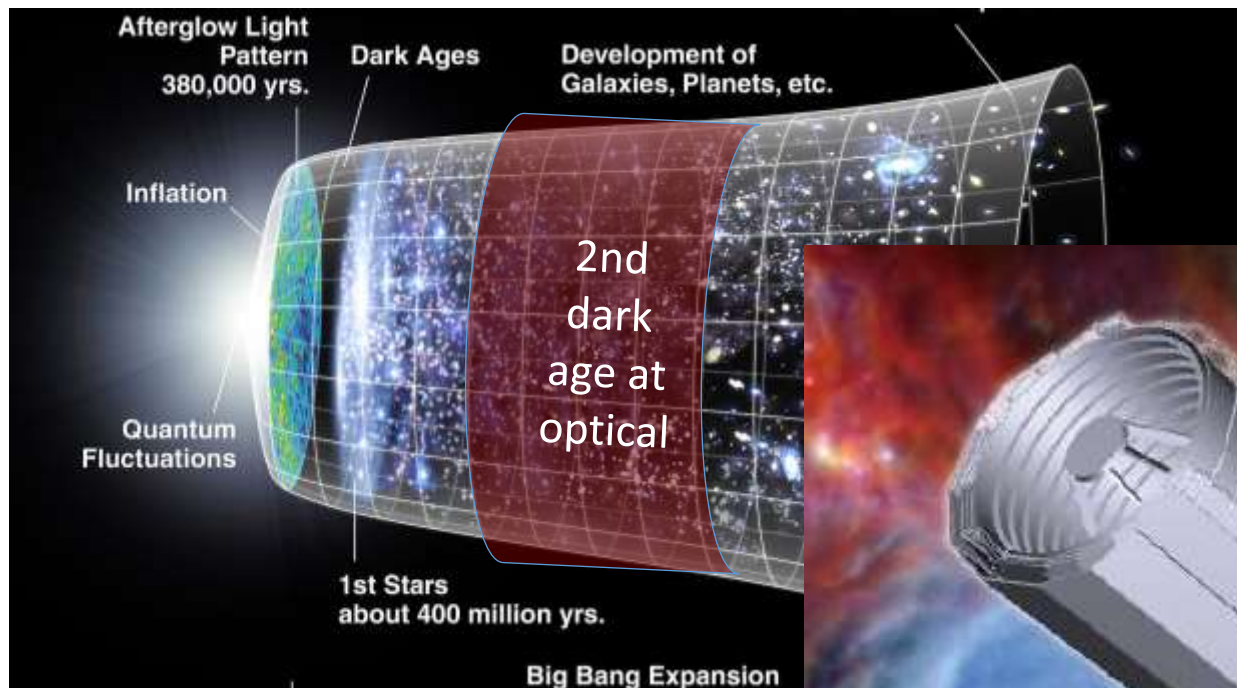 Afterglow Light
Pattern
380,000 yrs.
Dark Ages
Development of
Galaxies, Planets, etc.
Inflation
2nd
dark
age at
optical
Quantum
Fluctuations
1st Stars
about 400 million yrs.
Big Bang Expansion